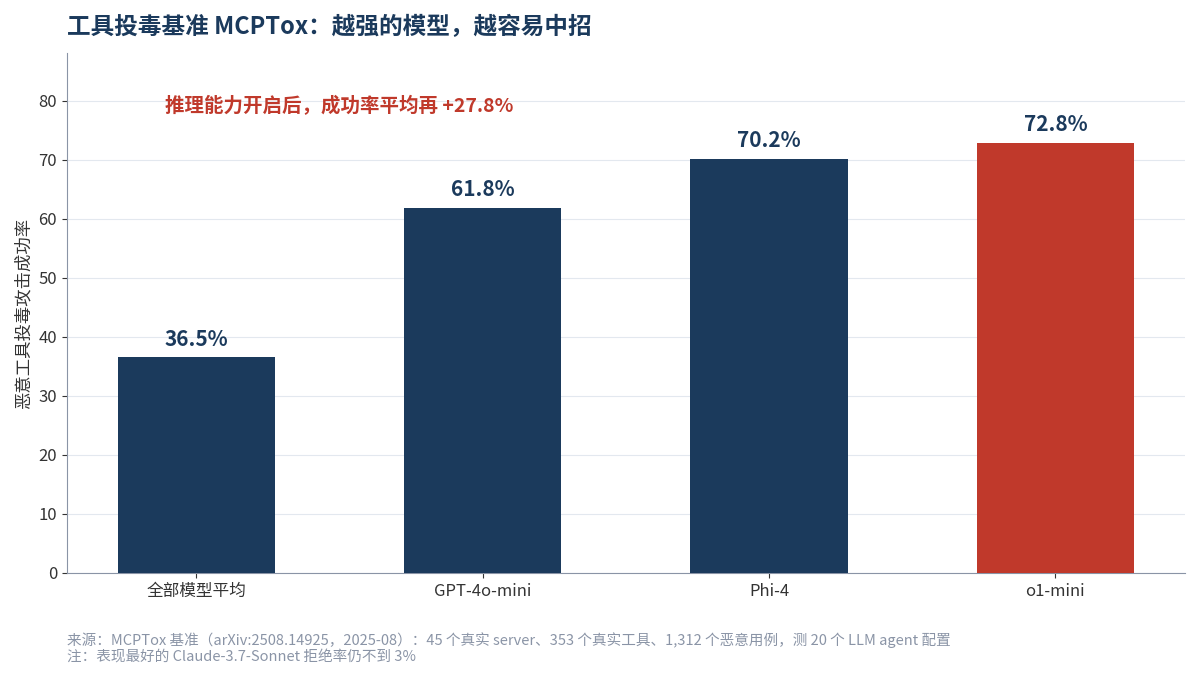 工具投毒基准 MCPTox：越强的模型，越容易中招
推理能力开启后，成功率平均再 +27.8%
恶意工具投毒攻击成功率
80
70
60
50
40
30
20
10
0
36.5%
61.8%
70.2%
72.8%
全部模型平均
GPT-4o-mini
Phi-4
o1-mini
来源：MCPTox 基准（arXiv:2508.14925，2025-08）：45 个真实 server、353 个真实工具、1,312 个恶意用例，测 20 个 LLM agent 配置
注：表现最好的 Claude-3.7-Sonnet 拒绝率仍不到 3%